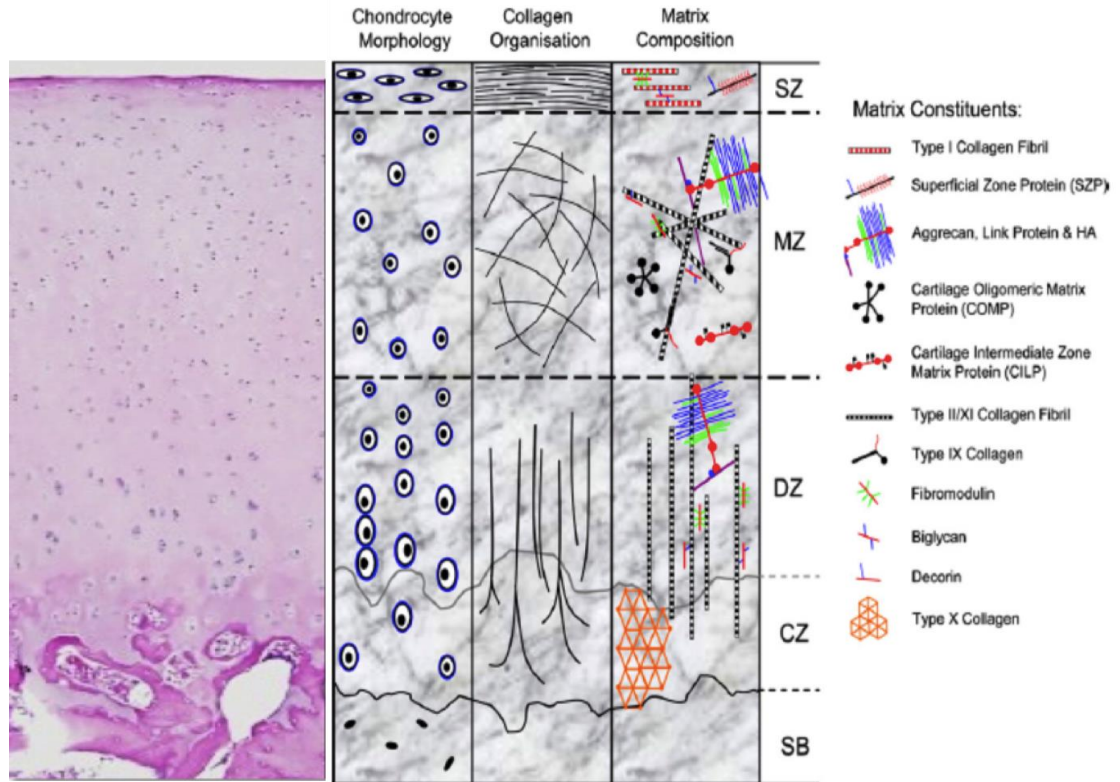 Chondrocyte
Morphology
Collagen
Organisation
Matrix
Composition
SZ
MZ
DZ
CZ
SB
Matrix Constituents:
Type I Collagen Fibril
Superficial Zone Protein (SZP)
Aggrecan, Link Protein & HA
Cartilage Oligomeric Matrix
Protein (COMP)
Cartilage Intermediate Zone
Matrix Protein (CILP)
Type II/XI Collagen Fibril
Type IX Collagen
Fibromodulin
Biglycan
Decorin
Type X Collagen